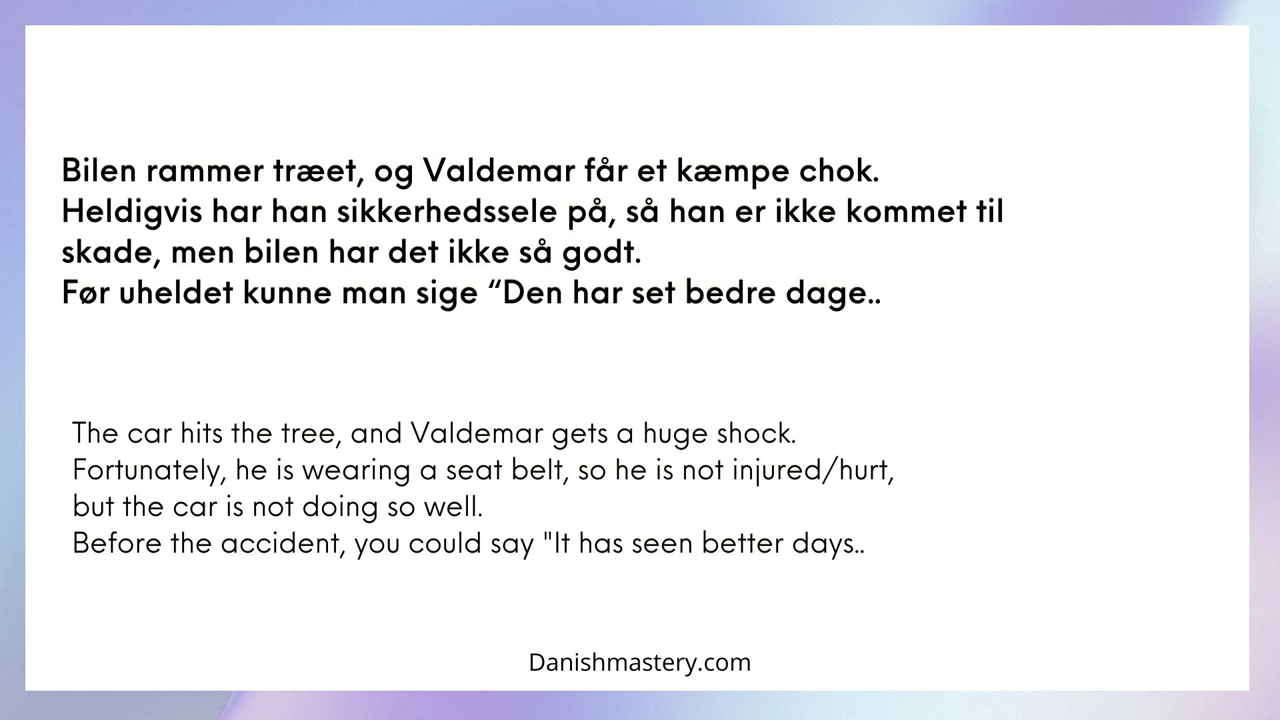 Bilen rammer træet, og Valdemar får et kæmpe chok.
Heldigvis har han sikkerhedssele på, så han er ikke kommet til
skade, men bilen har det ikke så godt.
Før uheldet kunne man sige “Den har set bedre dage..
The car hits the tree, and Valdemar gets a huge shock.
Fortunately, he is wearing a seat belt, so he is not injured/hurt,
but the car is not doing so well.
Before the accident, you could say "It has seen better days..
Danishmastery.com